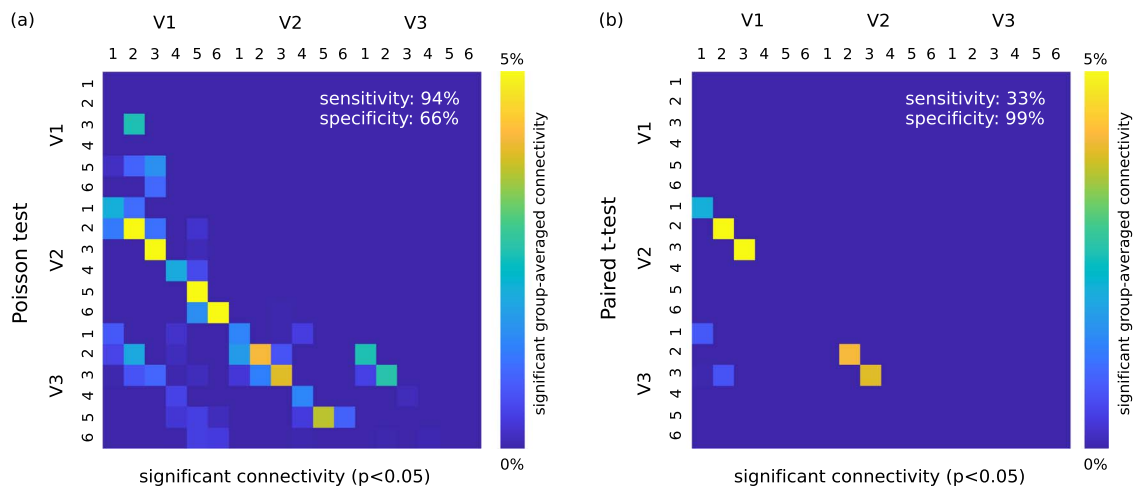 (a)
V1 V2 V3
1 2 3 4 5 6 1 2 3 4 5 6 1 2 3 4 5 6
5%
sensitivity: 94%
specificity: 66%
Poisson test
V1
V2
V3
1
2
3
4
5
6
1
2
3
4
5
6
1
2
3
4
5
6
significant group-averaged connectivity
0%
significant connectivity (p<0.05)
(b)
V1 V2 V3
1 2 3 4 5 6 1 2 3 4 5 6 1 2 3 4 5 6
5%
sensitivity: 33%
specificity: 99%
Paired t-test
V1
V2
V3
1
2
3
4
5
6
1
2
3
4
5
6
1
2
3
4
5
6
significant group-averaged connectivity
0%
significant connectivity (p<0.05)